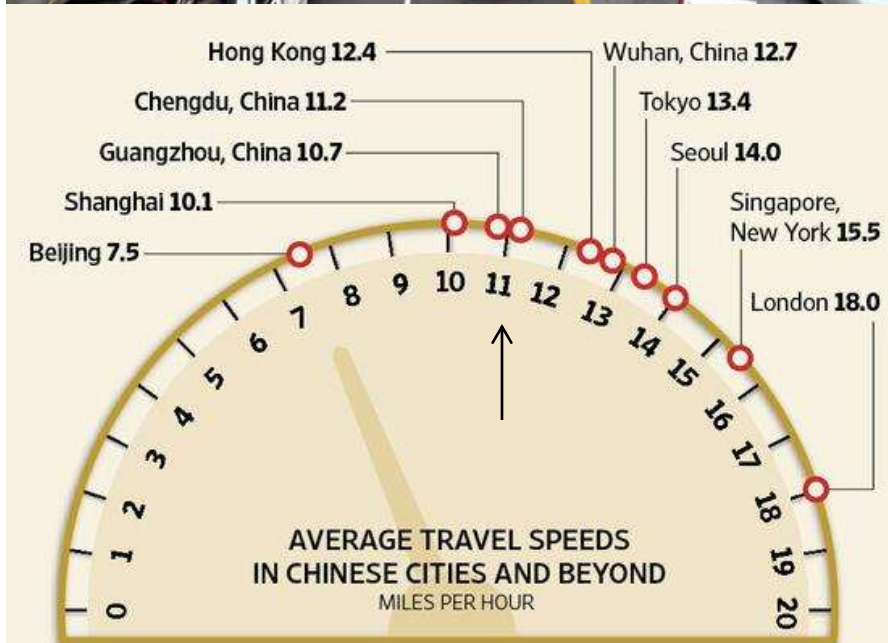 Hong Kong 12.4
Wuhan, China 12.7
Chengdu, China 11.2
Tokyo 13.4
Guangzhou, China 10.7
Seoul 14.0
Shanghai 10.1
Singapore,
New York 15.5
Beijing 7.5
London 18.0
0
1
2
3
4
5
6
7
8
9
10
11
12
13
14
15
16
17
18
19
20
AVERAGE TRAVEL SPEEDS
IN CHINESE CITIES AND BEYOND
MILES PER HOUR